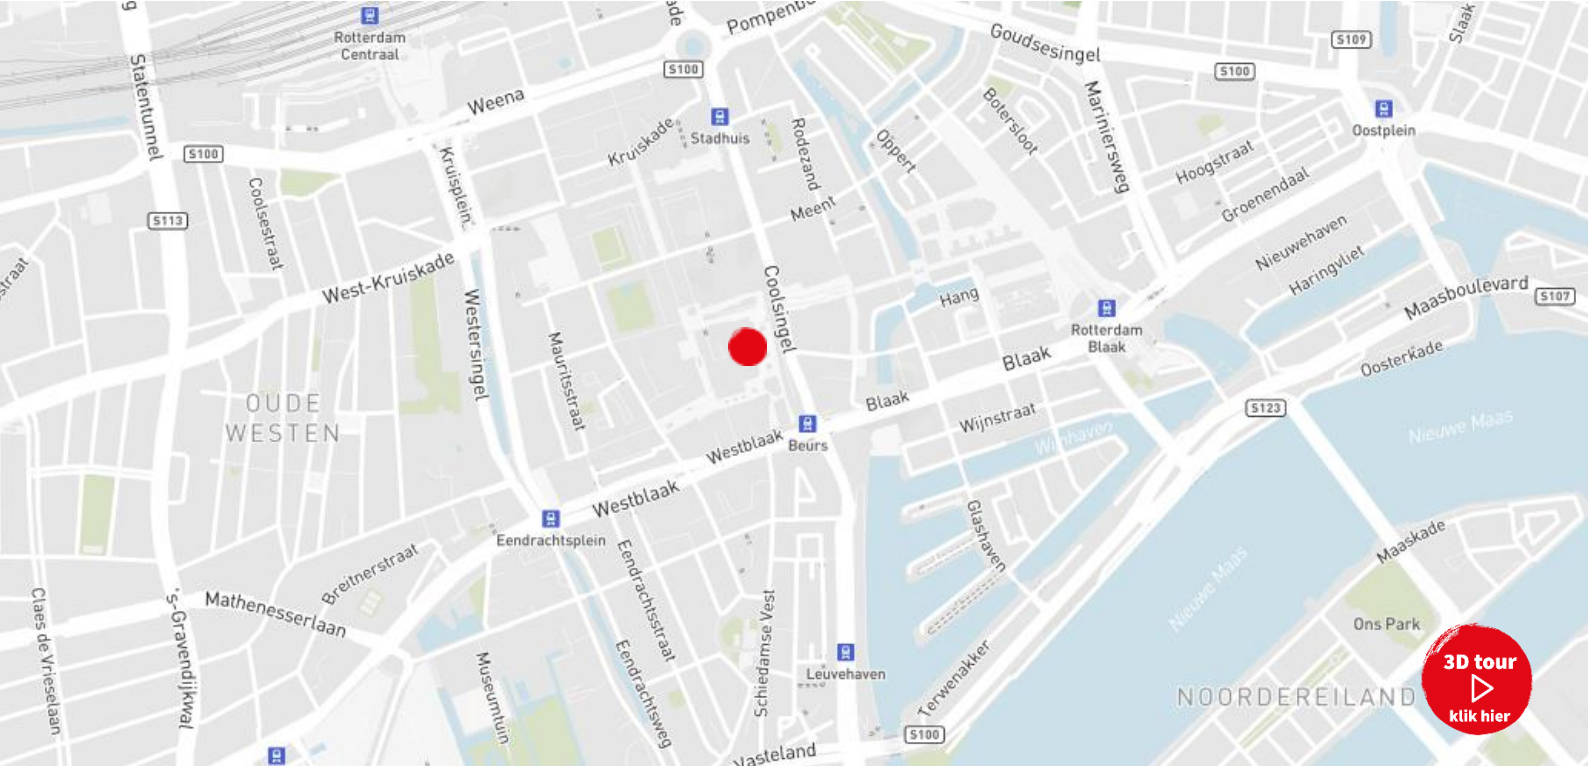 g
Rotterdam
Centraal
ade
Pompenbu
Goudsesingel
S109
Slaak
Statentunnel
S100
S100
Weena
Stadhuis
Kruiskade
Rodezand
Oppert
Botersloot
Mariniersweg
Oostplein
S100
Kruisplein
Hoogstraat
Groenendaal
Coolsestraat
S113
Meent
Nieuwehaven
Haringvliet
straat
West-Kruiskade
Westersingel
Coolsingel
Hang
Maasboulevard
S107
Rotterdam
Blaak
Mauritsstraat
Blaak
Oosterkade
OUDE
WESTEN
Blaak
Wijnstraat
S123
Nieuwe Maas
Wijnhaven
Westblaak
Beurs
Westblaak
Eendrachtsplein
Glashaven
Breitnerstraat
Eendrachtsstraat
Maaskade
Nieuwe Maas
Claes de Vrieselaan
's-Gravendijkwal
Mathenesserlaan
Schiedamse Vest
Ons Park
Museumtuin
Eendrachtsweg
Leuvehaven
Terwenakker
NOORDEREILAND
3D tour
klik hier
S100
Vasteland